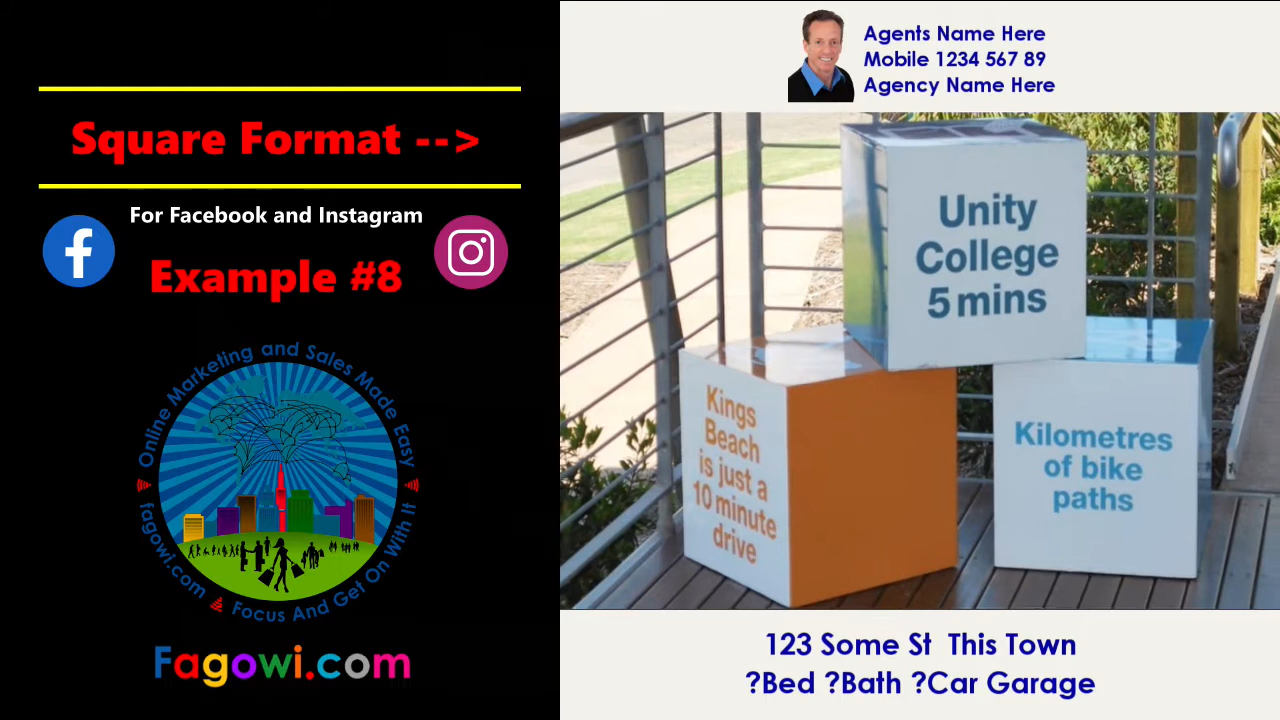 Square Format -->
For Facebook and Instagram
Example #8
Online Marketing and Sales Made Easy
fagowi.com
Focus And Get On With It
Fagowi.com
Agents Name Here
Mobile 1234 567 89
Agency Name Here
Unity
College
5 mins
Kings
Beach
is just a
10 minute
drive
Kilometres
of bike
paths
123 Some St This Town
?Bed ?Bath ?Car Garage